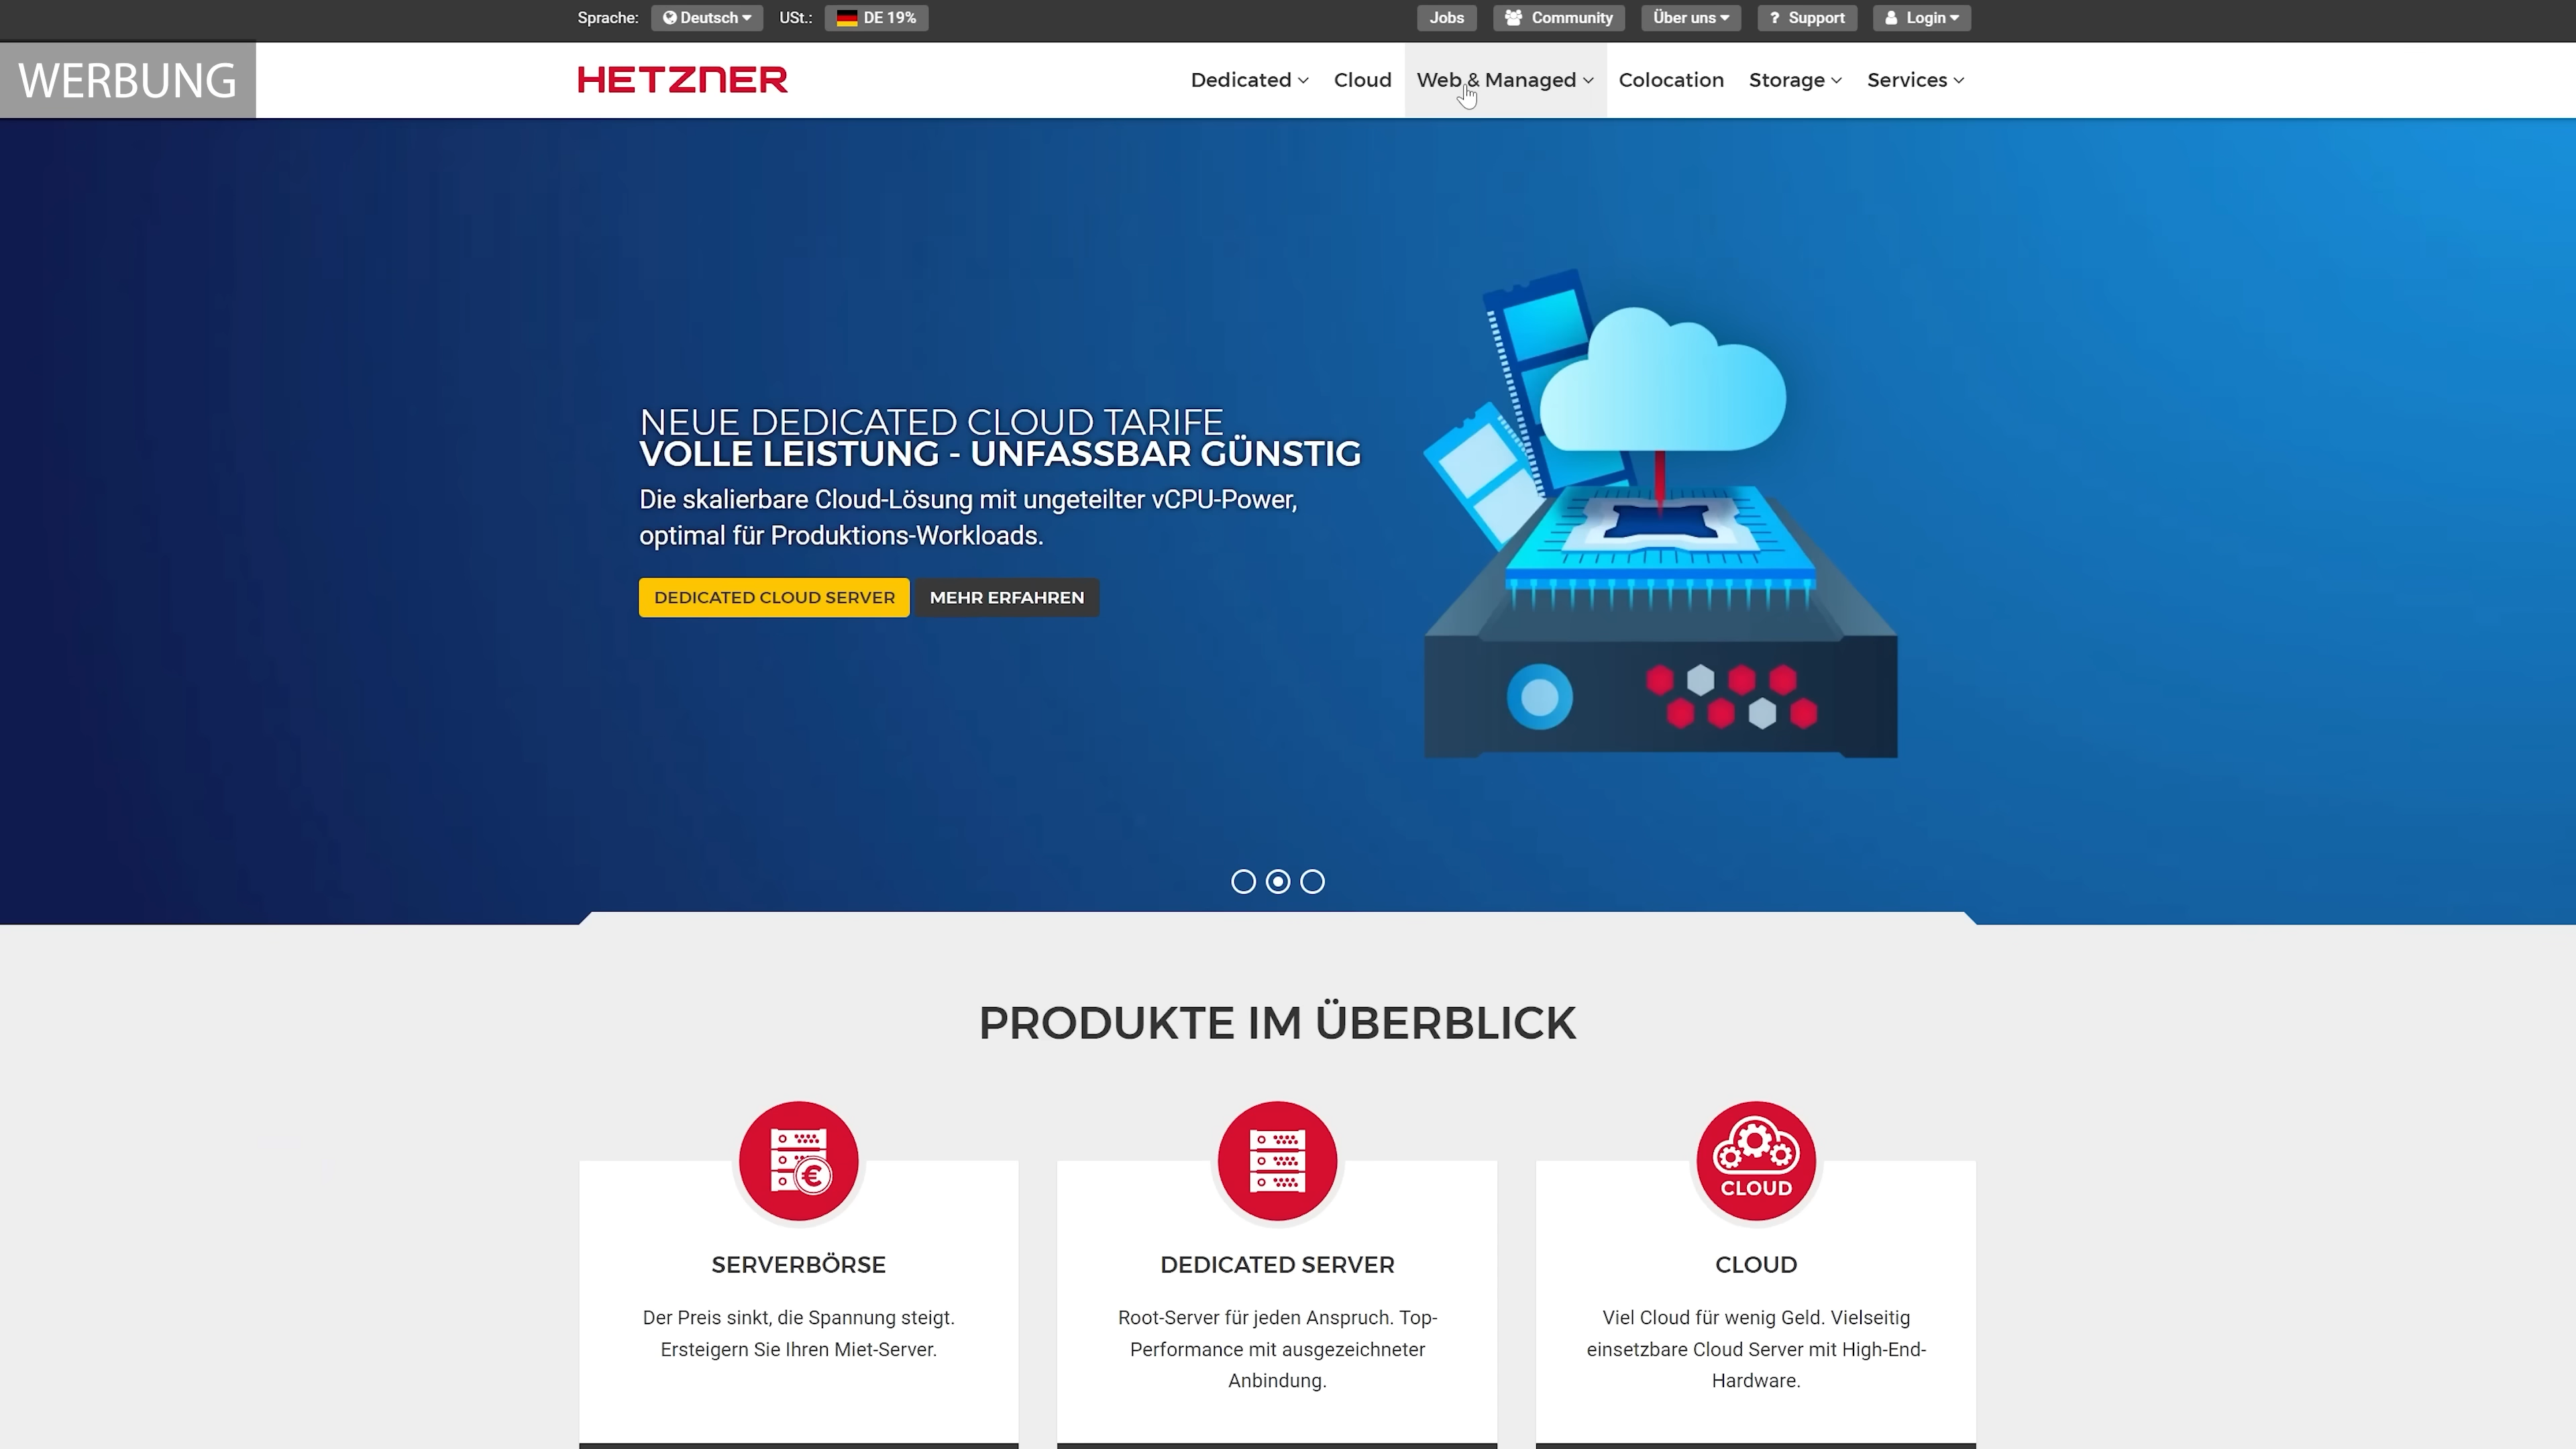 Sprache: Deutsch USt.: DE 19% Jobs Community Über uns ? Support Login
WERBUNG
HETZNER Dedicated Cloud Web & Managed Colocation Storage Services
NEUE DEDICATED CLOUD TARIFE
VOLLE LEISTUNG - UNFASSBAR GÜNSTIG
Die skalierbare Cloud-Lösung mit ungeteilter vCPU-Power,
optimal für Produktions-Workloads.
DEDICATED CLOUD SERVER MEHR ERFAHREN
PRODUKTE IM ÜBERBLICK
€
SERVERBÖRSE
Der Preis sinkt, die Spannung steigt.
Ersteigern Sie Ihren Miet-Server.
DEDICATED SERVER
Root-Server für jeden Anspruch. Top-
Performance mit ausgezeichneter
Anbindung.
CLOUD
CLOUD
Viel Cloud für wenig Geld. Vielseitig
einsetzbare Cloud Server mit High-End-
Hardware.